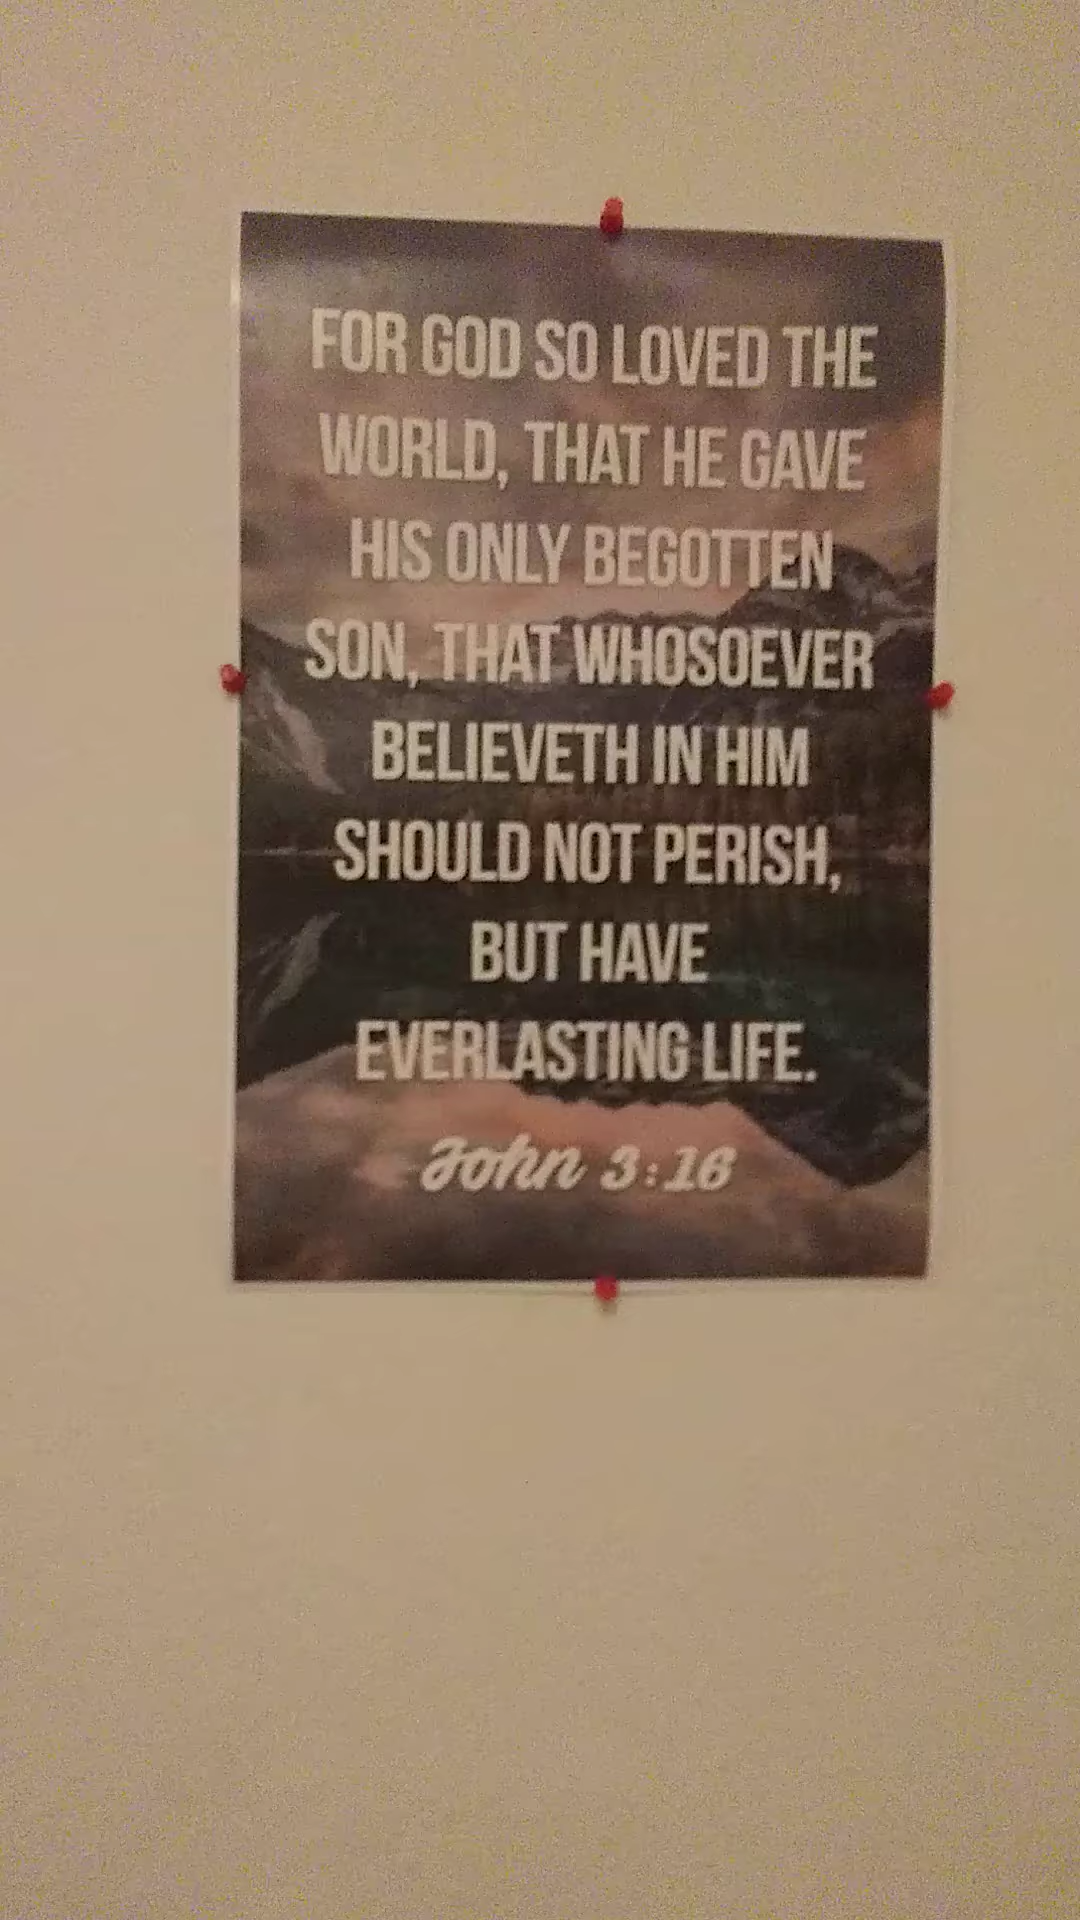 FOR GOD SO LOVED THE
WORLD, THAT HE GAVE
HIS ONLY BEGOTTEN
SON, THAT WHOSOEVER
BELIEVETH IN HIM
SHOULD NOT PERISH,
BUT HAVE
EVERLASTING LIFE.
John 3:16